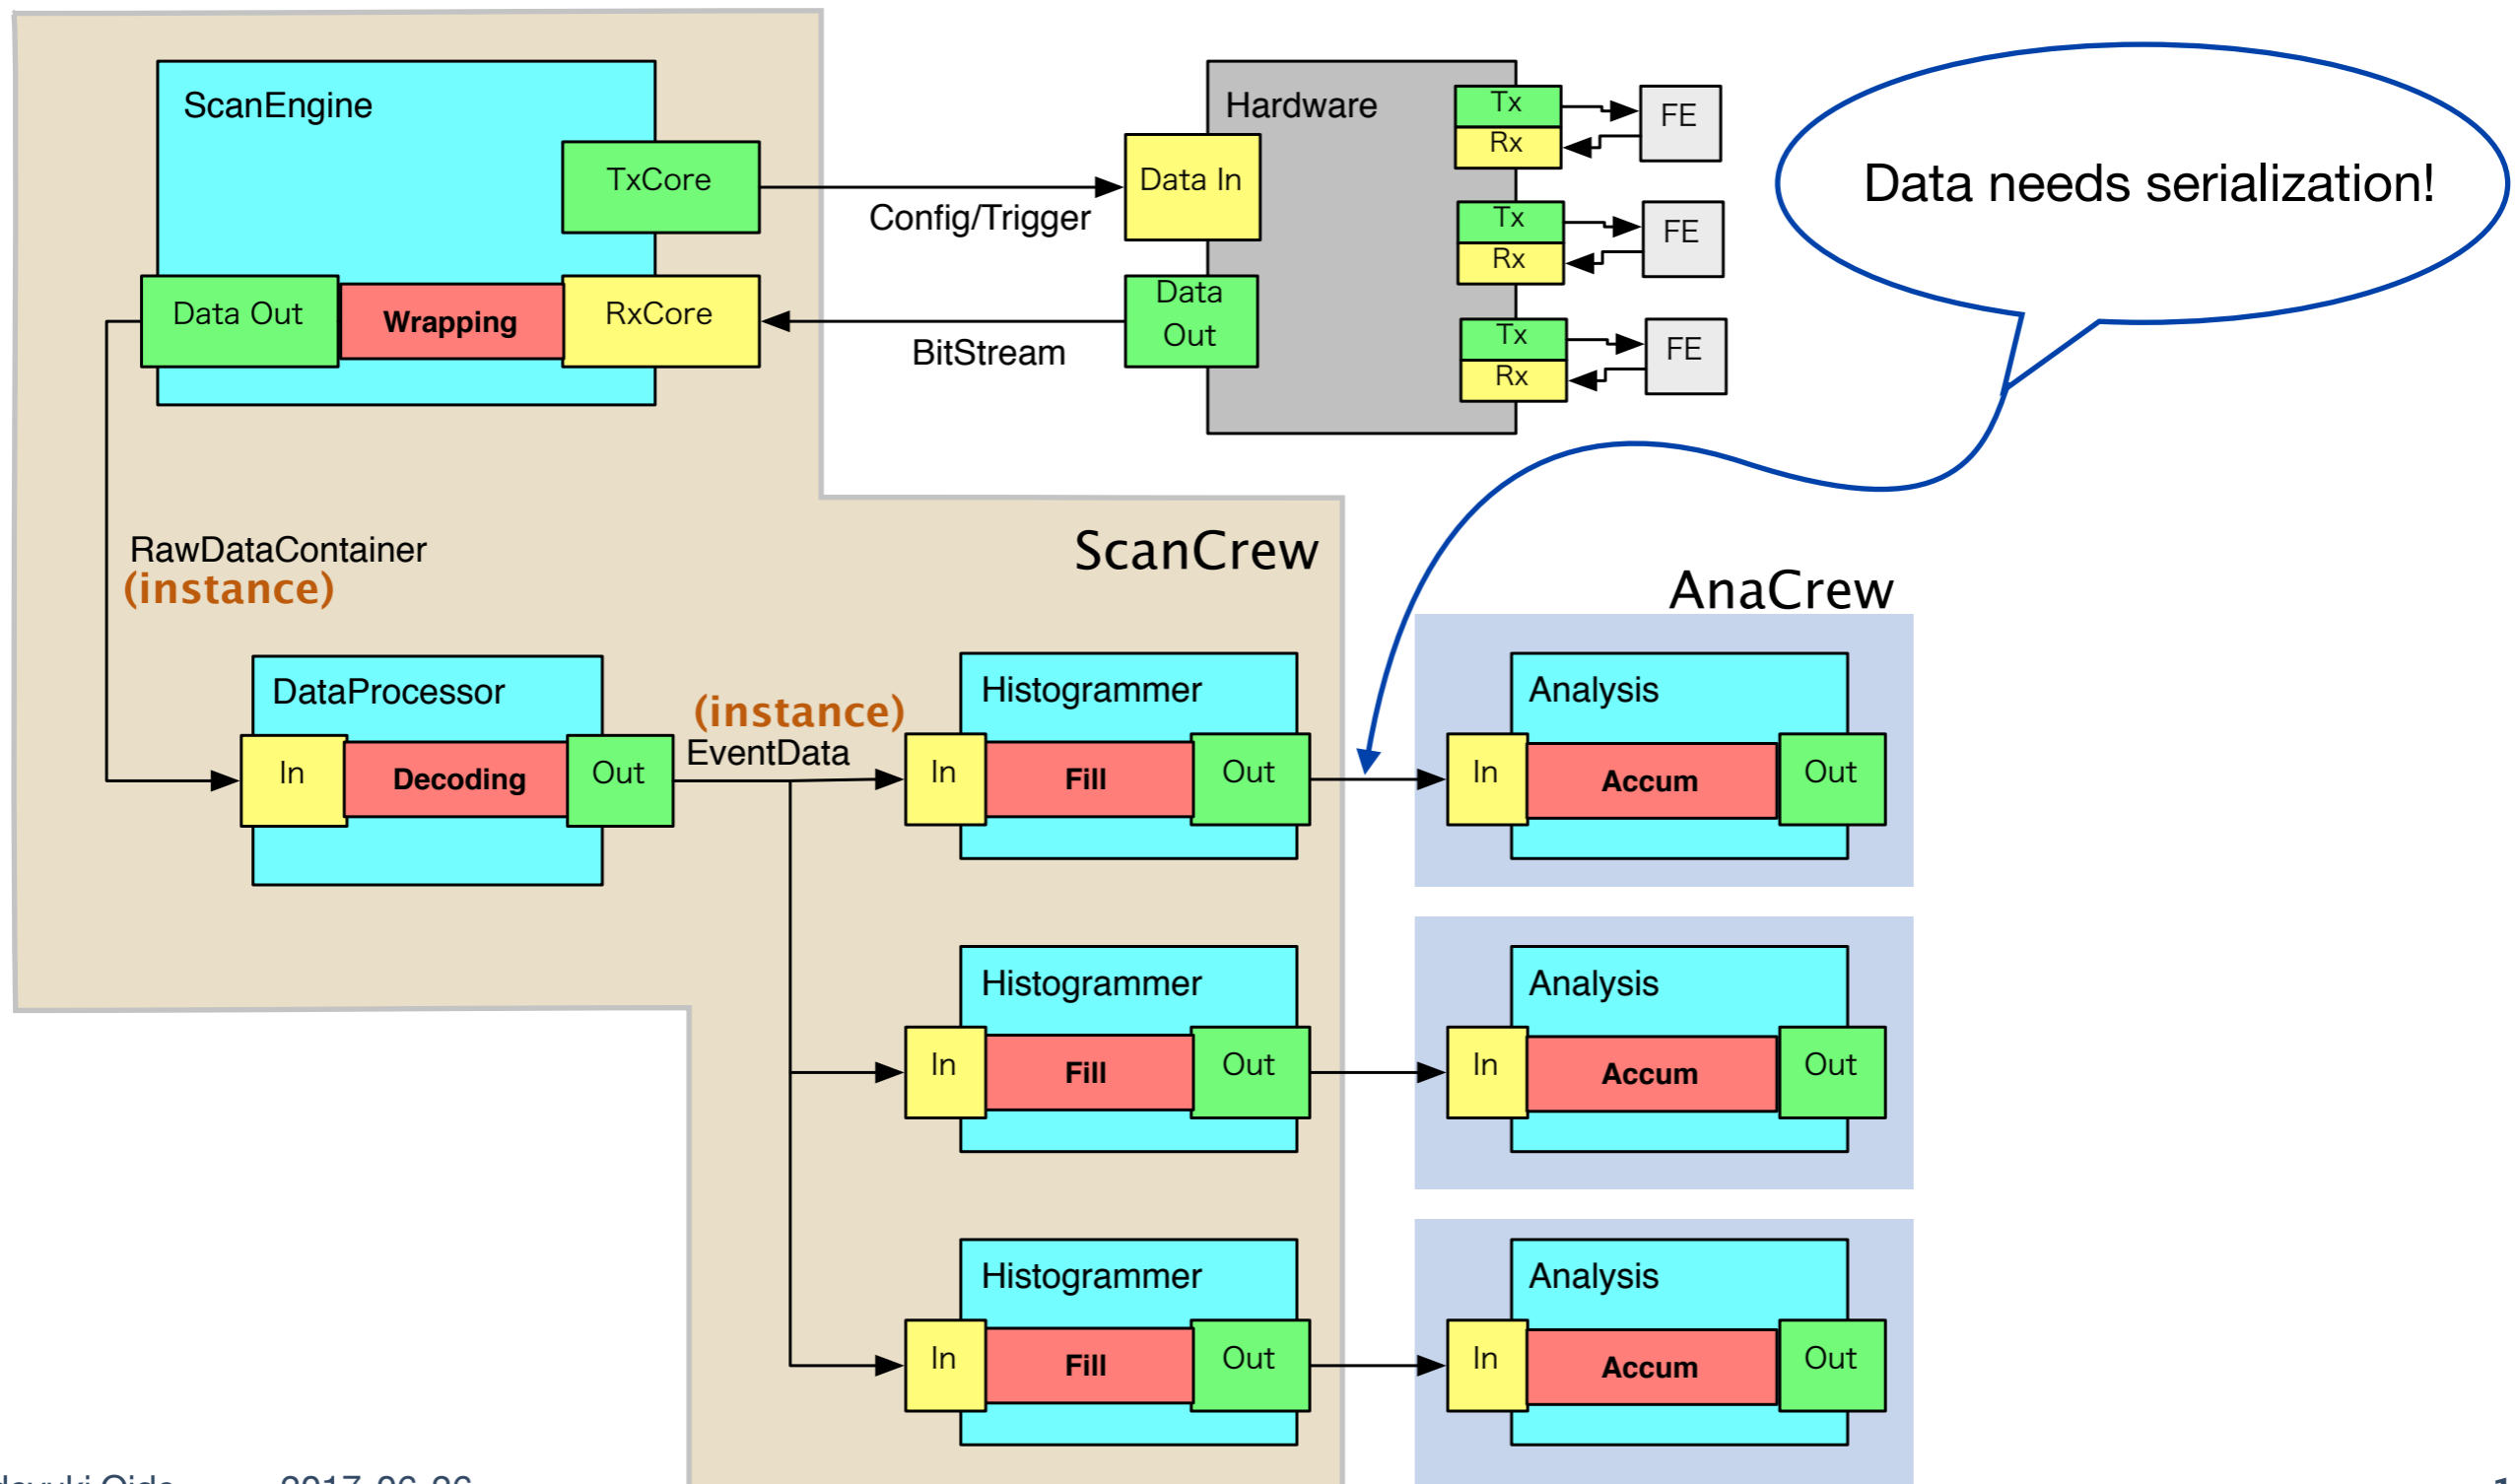 ScanEngine
TxCore
Data Out
Wrapping
RxCore
Config/Trigger
BitStream
Hardware
Data In
Data
Out
Tx
Rx
FE
Tx
Rx
FE
Tx
Rx
FE
Data needs serialization!
RawDataContainer
(instance)
ScanCrew
AnaCrew
DataProcessor
In
Decoding
Out
(instance)
EventData
Histogrammer
In
Fill
Out
Analysis
In
Accum
Out
Histogrammer
In
Fill
Out
Analysis
In
Accum
Out
Histogrammer
In
Fill
Out
Analysis
In
Accum
Out